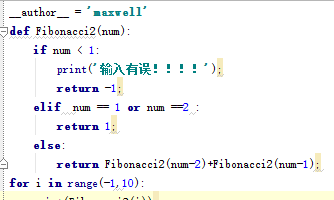 __author__ = 'maxwell'
def Fibonacci2(num):
if num < 1:
print('输入有误！！！！');
return -1;
elif num == 1 or num ==2 :
return 1;
else:
return Fibonacci2(num-2)+Fibonacci2(num-1);
for i in range(-1,10):